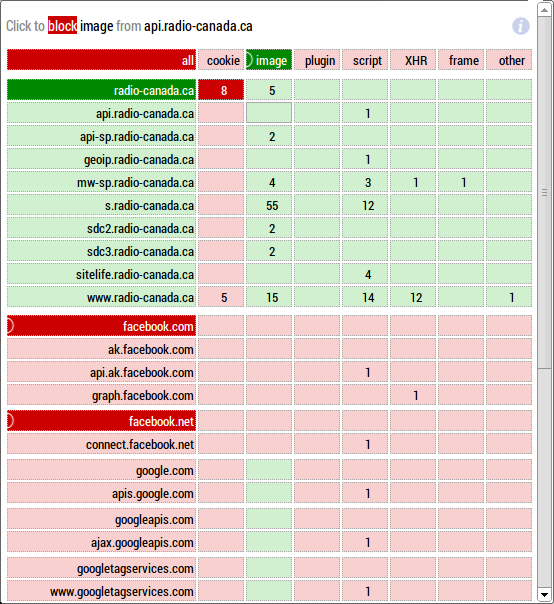 Click to block image from api.radio-canada.ca i
all cookie image plugin script XHR frame other
radio-canada.ca 8 5
api.radio-canada.ca 1
api-sp.radio-canada.ca 2
geoip.radio-canada.ca 1
mw-sp.radio-canada.ca 4 3 1 1
s.radio-canada.ca 55 12
sdc2.radio-canada.ca 2
sdc3.radio-canada.ca 2
sitelife.radio-canada.ca 4
www.radio-canada.ca 5 15 14 12 1
facebook.com
ak.facebook.com
api.ak.facebook.com 1
graph.facebook.com 1
facebook.net
connect.facebook.net 1
google.com
apis.google.com 1
googleapis.com
ajax.googleapis.com 1
googletagservices.com
www.googletagservices.com 1